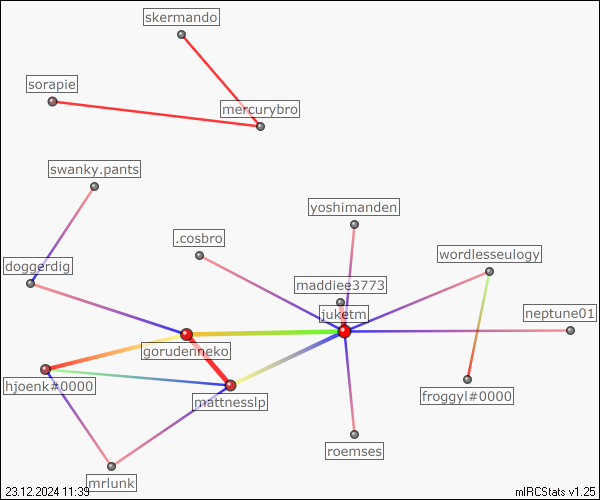 skermando
sorapie
mercurybro
swanky.pants
yoshimanden
.cosbro
wordlesseulogy
doggerdig
maddiee3773
juketm
neptune01
gorudenneko
hjoenk#0000
mattnesslp
froggyl#0000
roemses
mrlunk
23.12.2024 11:39
mIRCStats v1.25